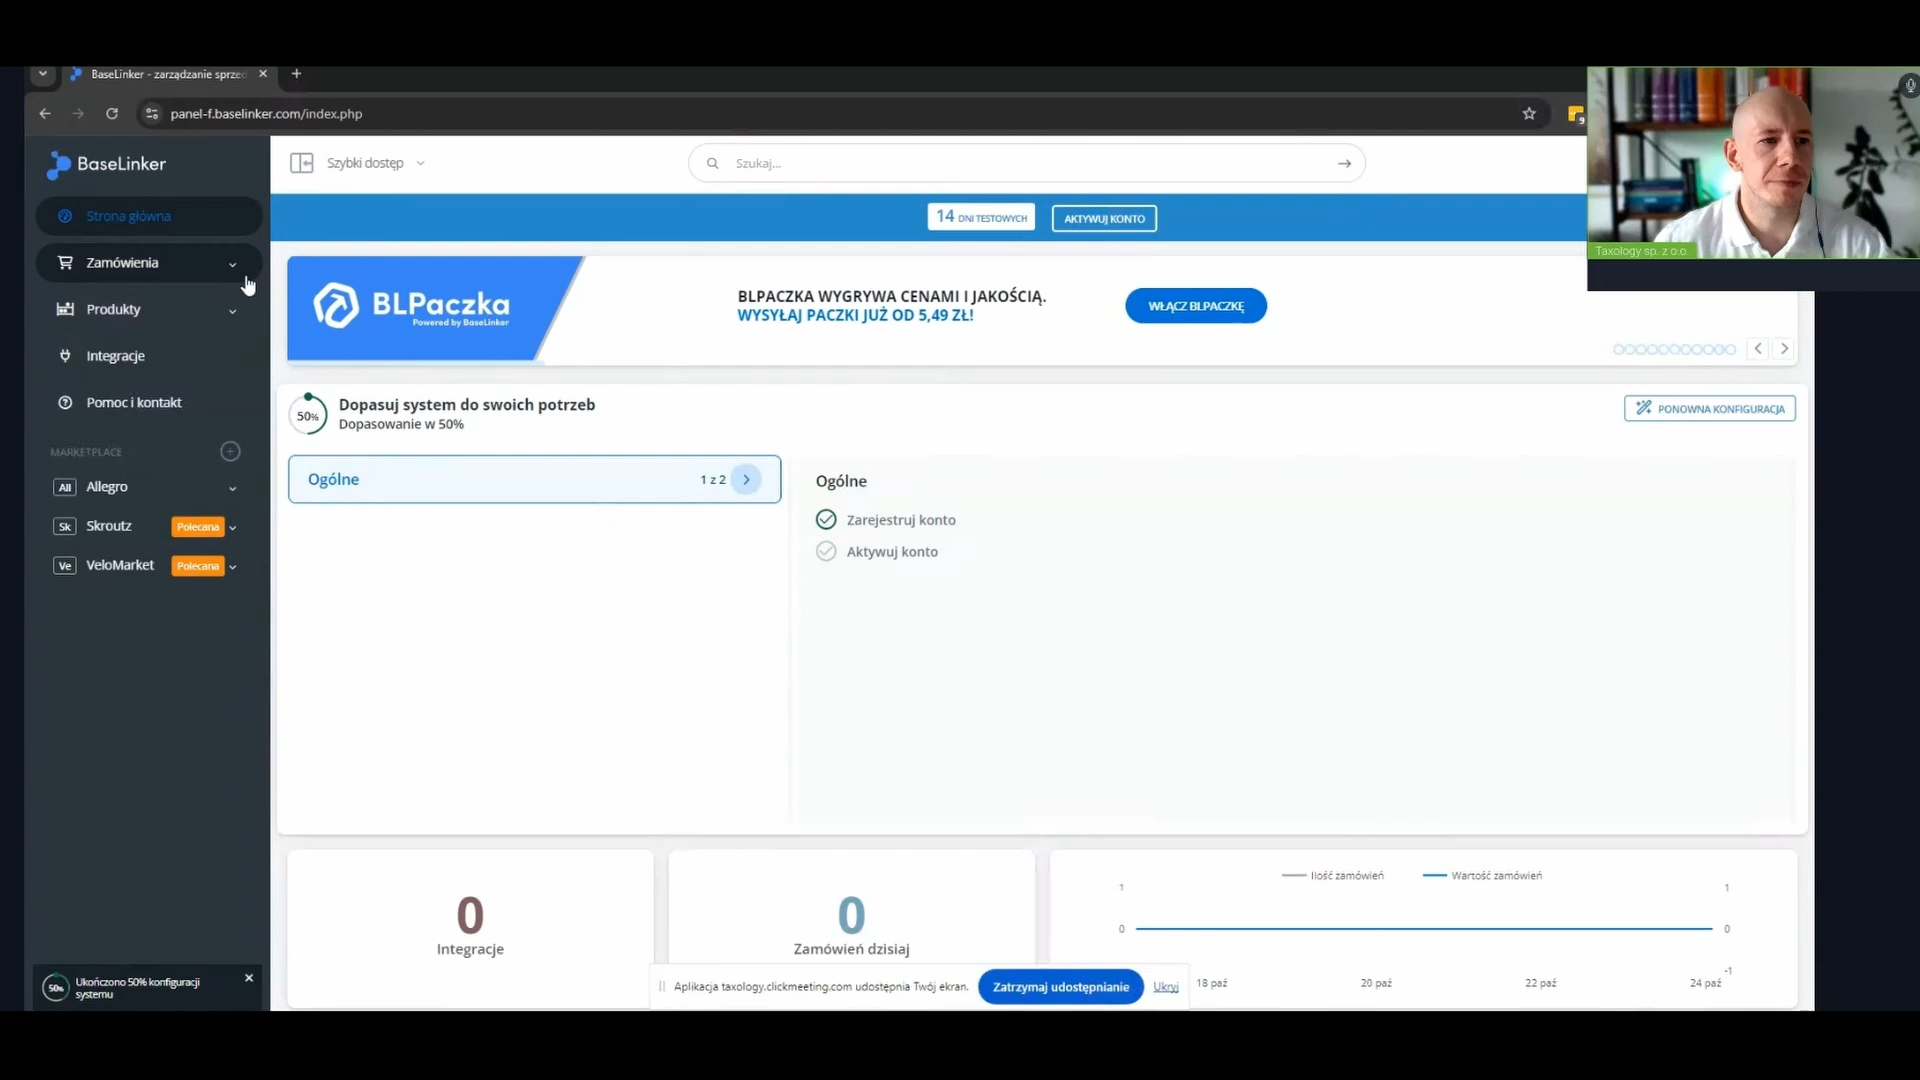 BaseLinker - zarządzanie sprzed
panel-f.baselinker.com/index.php
9
BaseLinker
Szybki dostęp
Szukaj...
Taxology sp. z o.o.
14 DNI TESTOWYCH
AKTYWUJ KONTO
Strona główna
Zamówienia
Produkty
Integracje
Pomoc i kontakt
MARKETPLACE
All Allegro
Sk Skroutz Polecana
Ve VeloMarket Polecana
BLPaczka
Powered by BaseLinker
BLPACZKA WYGRYWA CENAMI I JAKOŚCIĄ.
WYSYŁAJ PACZKI JUŻ OD 5,49 ZŁ!
WŁĄCZ BLPACZKĘ
50%
Dopasuj system do swoich potrzeb
Dopasowanie w 50%
PONOWNA KONFIGURACJA
Ogólne
1 z 2
Ogólne
Zarejestruj konto
Aktywuj konto
0
Integracje
0
Zamówień dzisiaj
Ilość zamówień
Wartość zamówień
1
1
0
0
-1
18 paź
20 paź
22 paź
24 paź
50%
Ukończono 50% konfiguracji
systemu
Aplikacja taxology.clickmeeting.com udostępnia Twój ekran.
Zatrzymaj udostępnianie
Ukryj